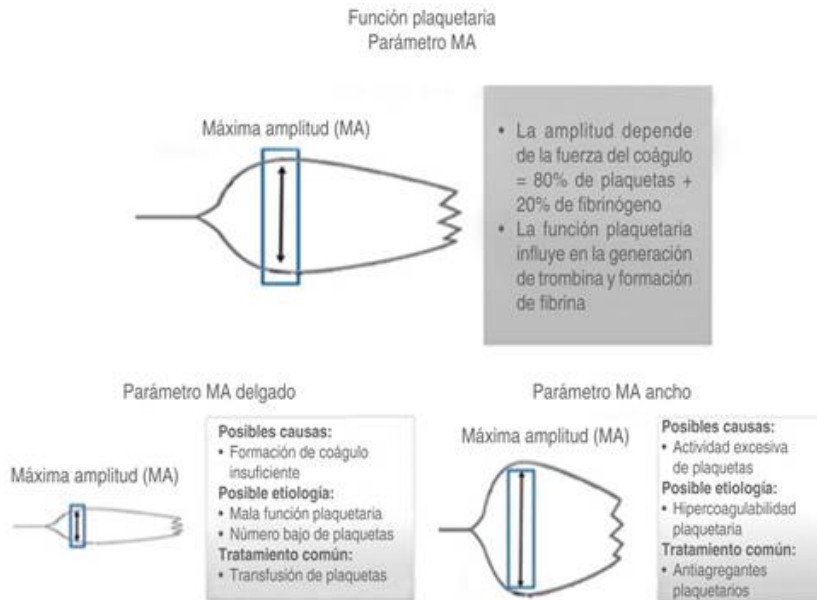 Función plaquetaria
Parámetro MA
Máxima amplitud (MA)
• La amplitud depende
de la fuerza del coágulo
= 80% de plaquetas +
20% de fibrinógeno
• La función plaquetaria
influye en la generación
de trombina y formación
de fibrina
Parámetro MA delgado
Máxima amplitud (MA)
Posibles causas:
• Formación de coágulo
insuficiente
Posible etiología:
• Mala función plaquetaria
• Número bajo de plaquetas
Tratamiento común:
• Transfusión de plaquetas
Parámetro MA ancho
Máxima amplitud (MA)
Posibles causas:
• Actividad excesiva
de plaquetas
Posible etiología:
• Hipercoagulabilidad
plaquetaria
Tratamiento común:
• Antiagregantes
plaquetarios